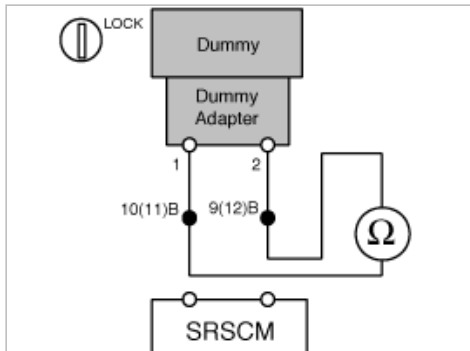 LOCK
Dummy
Dummy
Adapter
1 2
10(11)B 9(12)B
Ω
SRSCM